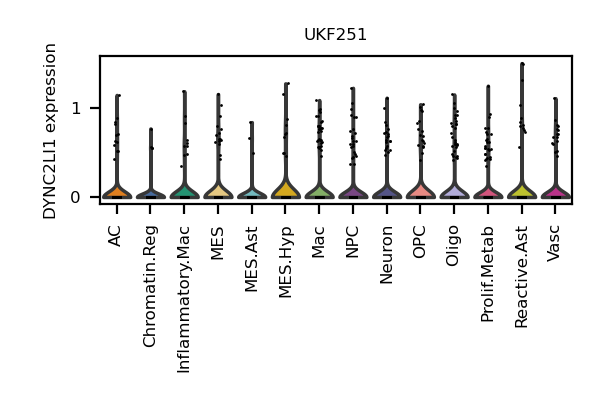 UKF251
DYNC2LI1 expression
1
0
AC
Chromatin.Reg
Inflammatory.Mac
MES
MES.Ast
MES.Hyp
Mac
NPC
Neuron
OPC
Oligo
Prolif.Metab
Reactive.Ast
Vasc